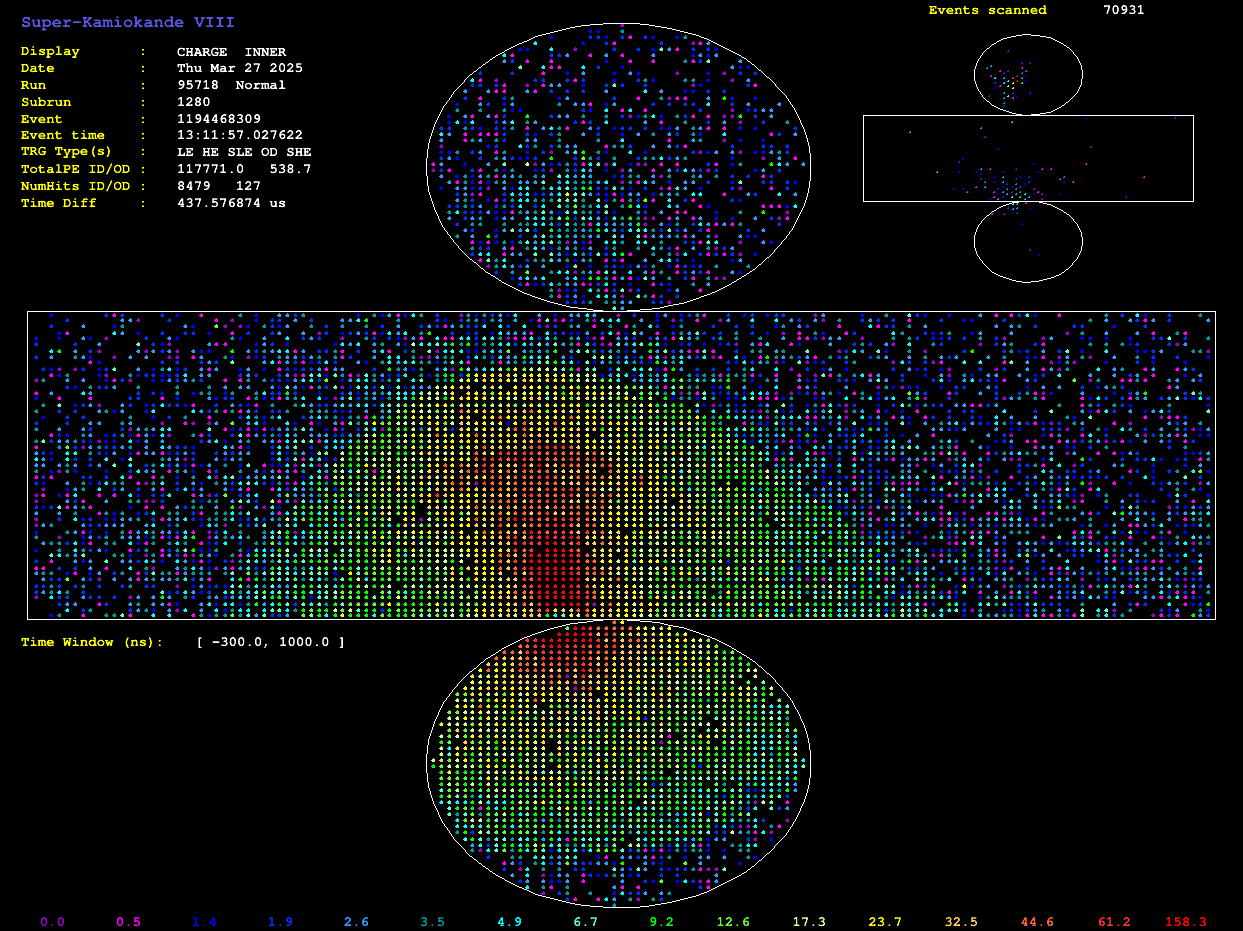 Super-Kamiokande VIII
Events scanned 70931
Display : CHARGE INNER
Date : Thu Mar 27 2025
Run : 95718 Normal
Subrun : 1280
Event : 1194468309
Event time : 13:11:57.027622
TRG Type(s) : LE HE SLE OD SHE
TotalPE ID/OD : 117771.0 538.7
NumHits ID/OD : 8479 127
Time Diff : 437.576874 us
Time Window (ns): [ -300.0, 1000.0 ]
0.0 0.5 1.4 1.9 2.6 3.5 4.9 6.7 9.2 12.6 17.3 23.7 32.5 44.6 61.2 158.3